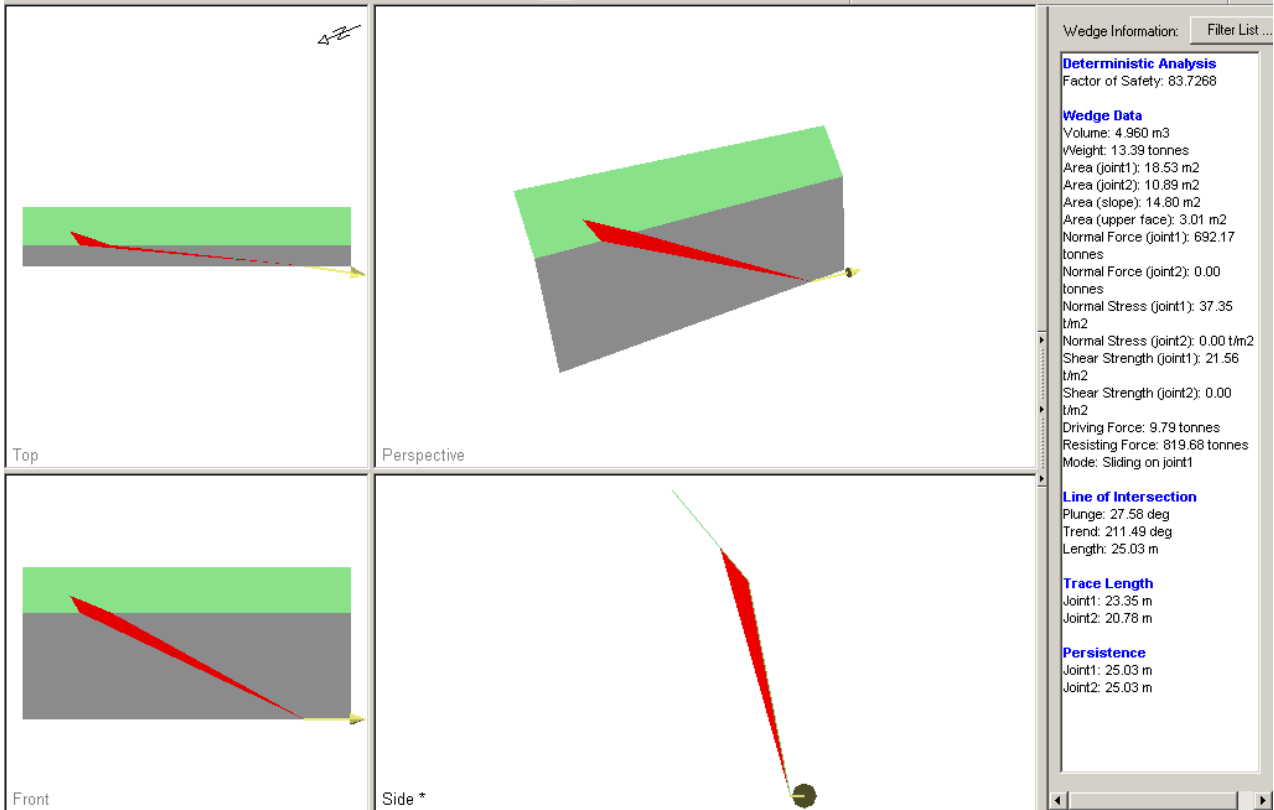 Top
Perspective
Front
Side *
Wedge Information:
Filter List ...
Deterministic Analysis
Factor of Safety: 83.7268
Wedge Data
Volume: 4.960 m3
Weight: 13.39 tonnes
Area (joint1): 18.53 m2
Area (joint2): 10.89 m2
Area (slope): 14.80 m2
Area (upper face): 3.01 m2
Normal Force (joint1): 692.17
tonnes
Normal Force (joint2): 0.00
tonnes
Normal Stress (joint1): 37.35
t/m2
Normal Stress (joint2): 0.00 t/m2
Shear Strength (joint1): 21.56
t/m2
Shear Strength (joint2): 0.00
t/m2
Driving Force: 9.79 tonnes
Resisting Force: 819.68 tonnes
Mode: Sliding on joint1
Line of Intersection
Plunge: 27.58 deg
Trend: 211.49 deg
Length: 25.03 m
Trace Length
Joint1: 23.35 m
Joint2: 20.78 m
Persistence
Joint1: 25.03 m
Joint2: 25.03 m